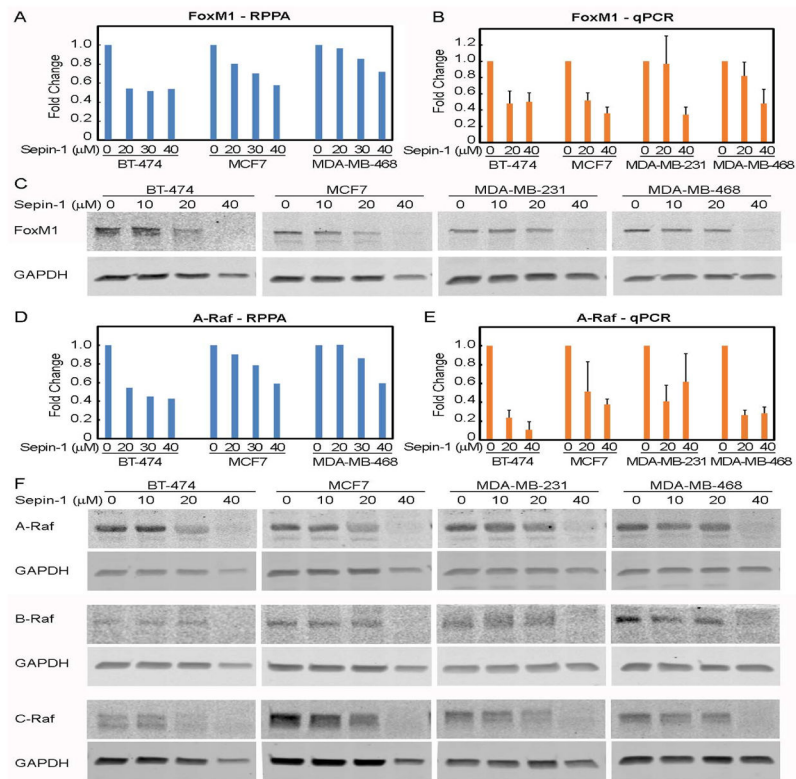 A
FoxM1 - RPPA
Fold Change
1.0
0.8
0.6
0.4
0.2
0
0 20 30 40 0 20 30 40 0 20 30 40
Sepin-1 (μM)
BT-474 MCF7 MDA-MB-468
B
FoxM1 - qPCR
Fold Change
1.2
1.0
0.8
0.6
0.4
0.2
0
0 20 40 0 20 40 0 20 40 0 20 40
Sepin-1 (μM)
BT-474 MCF7 MDA-MB-231 MDA-MB-468
C
BT-474 MCF7 MDA-MB-231 MDA-MB-468
Sepin-1 (μM) 0 10 20 40 0 10 20 40 0 10 20 40 0 10 20 40
FoxM1
GAPDH
D
A-Raf - RPPA
Fold Change
1.0
0.8
0.6
0.4
0.2
0
0 20 30 40 0 20 30 40 0 20 30 40
Sepin-1 (μM)
BT-474 MCF7 MDA-MB-468
E
A-Raf - qPCR
Fold Change
1.0
0.8
0.6
0.4
0.2
0
0 20 40 0 20 40 0 20 40 0 20 40
Sepin-1 (μM)
BT-474 MCF7 MDA-MB-231 MDA-MB-468
F
BT-474 MCF7 MDA-MB-231 MDA-MB-468
Sepin-1 (μM) 0 10 20 40 0 10 20 40 0 10 20 40 0 10 20 40
A-Raf
GAPDH
B-Raf
GAPDH
C-Raf
GAPDH